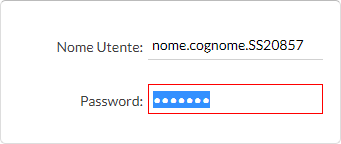 Nome Utente: nome.cognome.SS20857
Password: •••••••